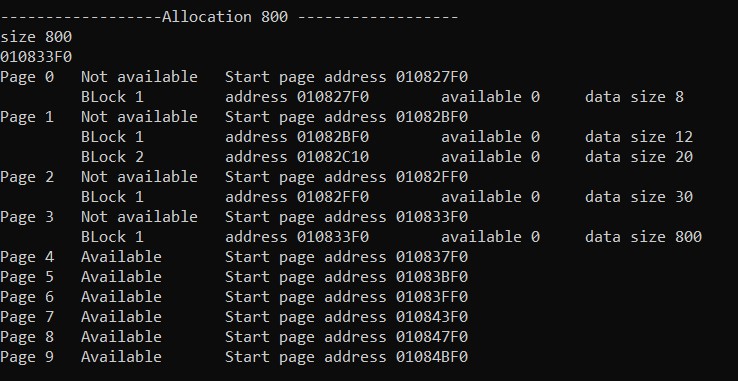 ------------------Allocation 800 ------------------
size 800
010833F0
Page 0 Not available Start page address 010827F0
BLock 1 address 010827F0 available 0 data size 8
Page 1 Not available Start page address 01082BF0
BLock 1 address 01082BF0 available 0 data size 12
BLock 2 address 01082C10 available 0 data size 20
Page 2 Not available Start page address 01082FF0
BLock 1 address 01082FF0 available 0 data size 30
Page 3 Not available Start page address 010833F0
BLock 1 address 010833F0 available 0 data size 800
Page 4 Available Start page address 010837F0
Page 5 Available Start page address 01083BF0
Page 6 Available Start page address 01083FF0
Page 7 Available Start page address 010843F0
Page 8 Available Start page address 010847F0
Page 9 Available Start page address 01084BF0